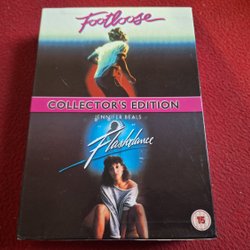 Footloose
COLLECTOR'S EDITION
JENNIFER BEALS
Flashdance
15